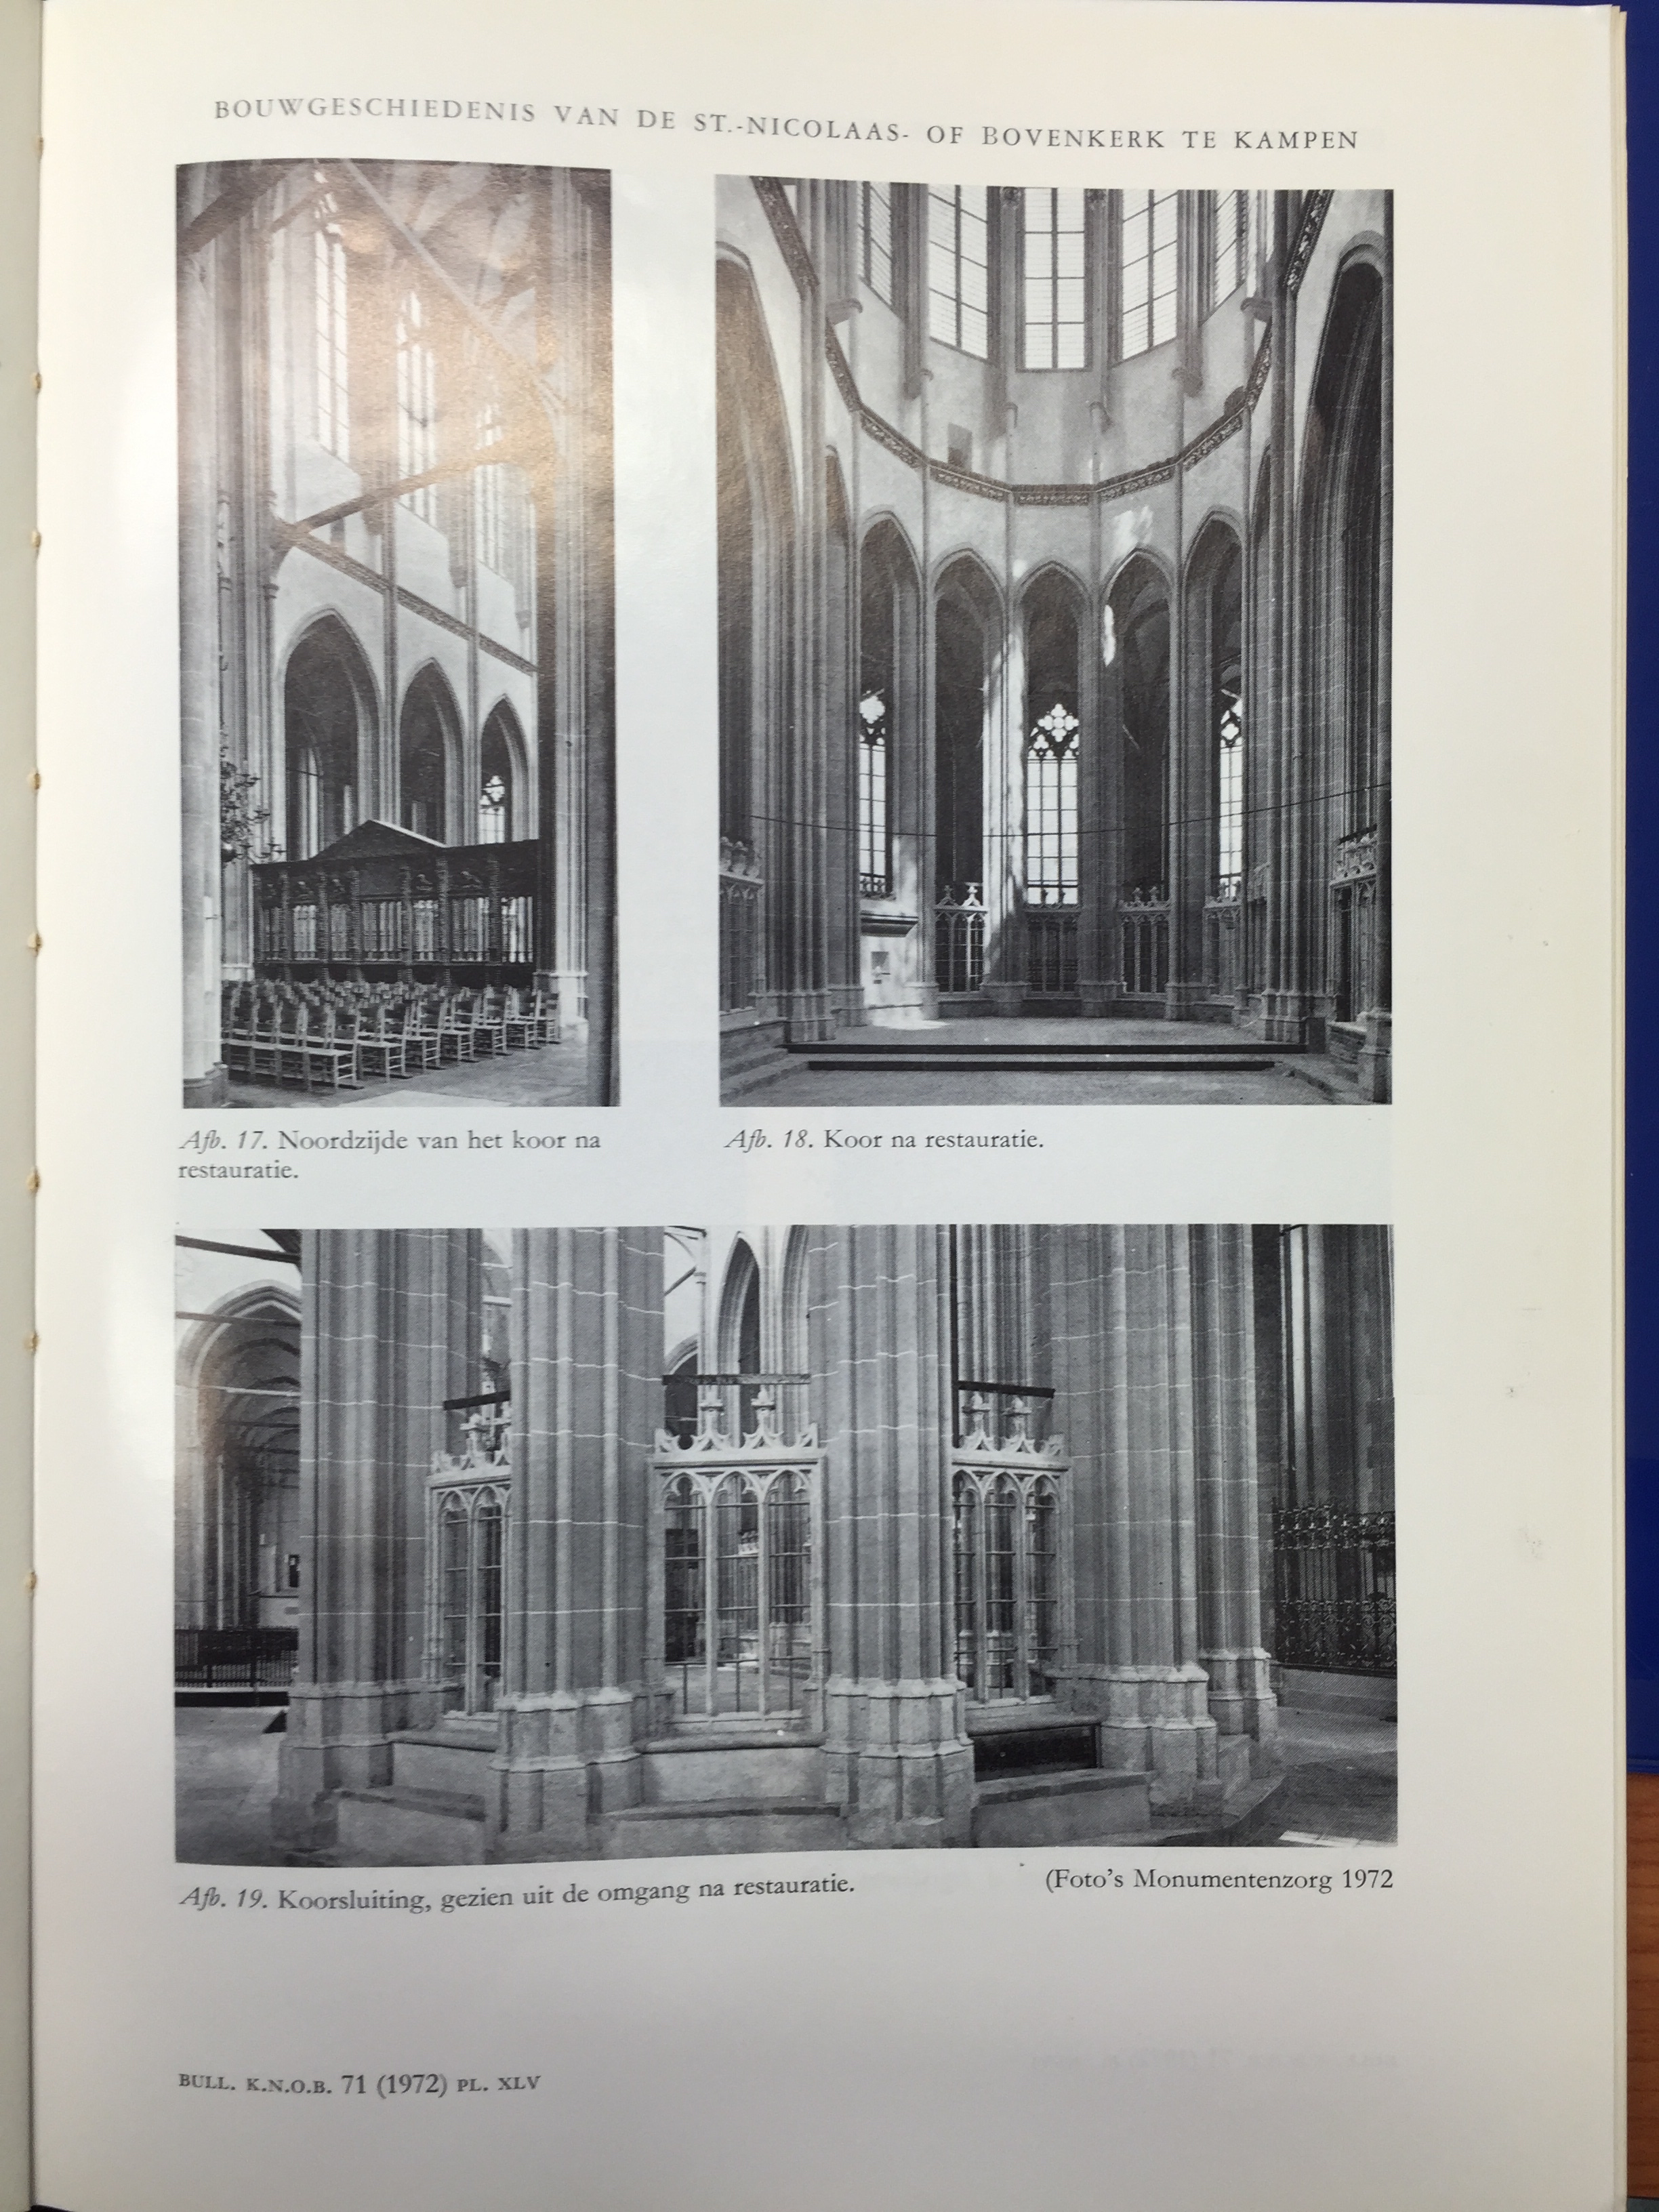 BOUWGESCHIEDENIS VAN DE ST.-NICOLAAS- OF BOVENKERK TE KAMPEN
Afb. 17. Noordzijde van het koor na
restauratie.
Afb. 18. Koor na restauratie.
Afb. 19. Koorsluiting, gezien uit de omgang na restauratie.
(Foto's Monumentenzorg 1972
BULL. K.N.O.B. 71 (1972) PL. XLV